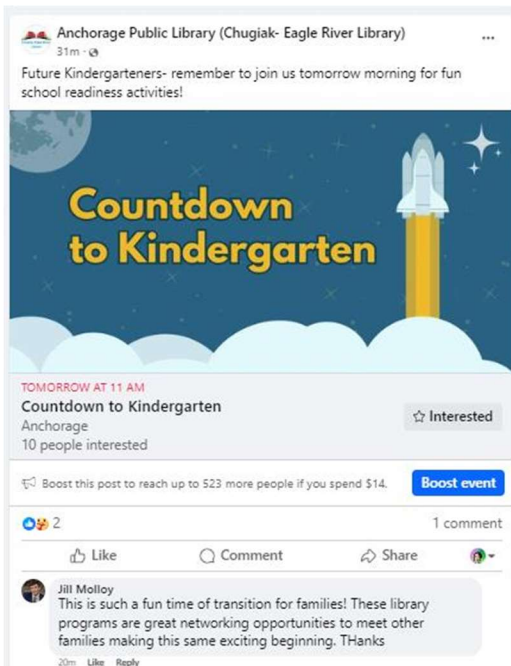 Anchorage Public Library (Chugiak- Eagle River Library)
31m ·
Future Kindergarteners- remember to join us tomorrow morning for fun
school readiness activities!
Countdown
to Kindergarten
TOMORROW AT 11 AM
Countdown to Kindergarten
Anchorage
10 people interested
Interested
Boost this post to reach up to 523 more people if you spend $14.
Boost event
2
1 comment
Like
Comment
Share
Jill Molloy
This is such a fun time of transition for families! These library
programs are great networking opportunities to meet other
families making this same exciting beginning. THanks
20m Like Reply